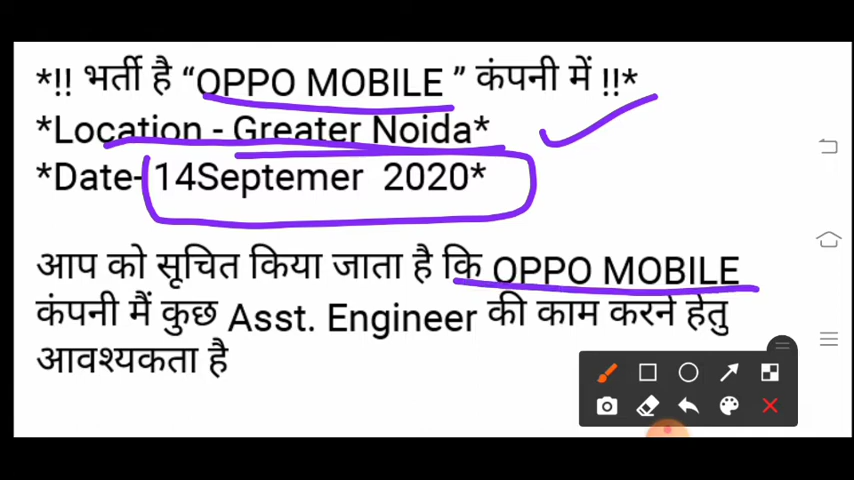 *!! भर्ती है “OPPO MOBILE ” कंपनी में !!*
*Location - Greater Noida*
*Date- 14Septemer 2020*
आप को सूचित किया जाता है कि OPPO MOBILE
कंपनी मैं कुछ Asst. Engineer की काम करने हेतु
आवश्यकता है